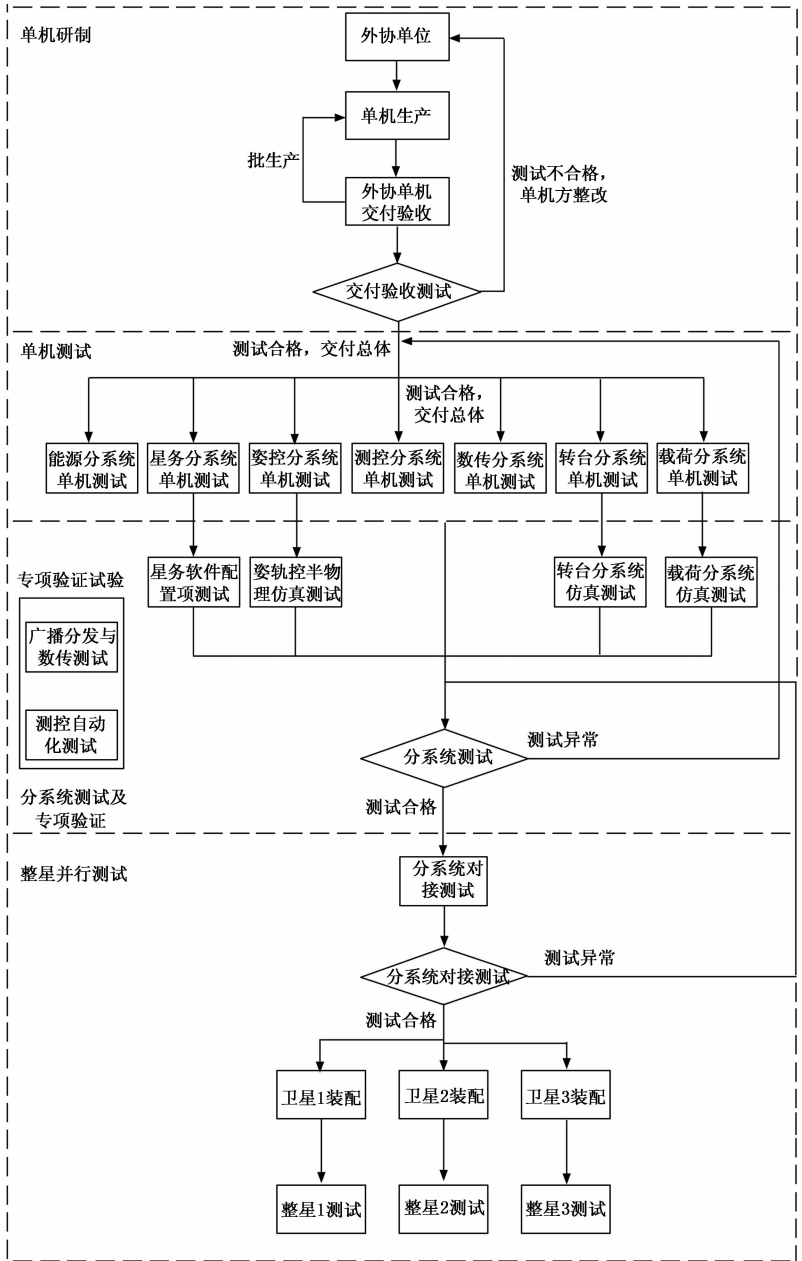 单机研制
外协单位
单机生产
批生产
外协单机
交付验收
测试不合格，
单机方整改
交付验收测试
单机测试
测试合格，交付总体
测试合格，
交付总体
能源分系统
单机测试
星务分系统
单机测试
姿控分系统
单机测试
测控分系统
单机测试
数传分系统
单机测试
转台分系统
单机测试
载荷分系统
单机测试
专项验证试验
星务软件配
置项测试
姿轨控半物
理仿真测试
转台分系统
仿真测试
载荷分系统
仿真测试
广播分发与
数传测试
测控自动
化测试
分系统测试
测试异常
分系统测试及
专项验证
测试合格
整星并行测试
分系统对
接测试
分系统对接测试
测试异常
测试合格
卫星1装配
卫星2装配
卫星3装配
整星1测试
整星2测试
整星3测试